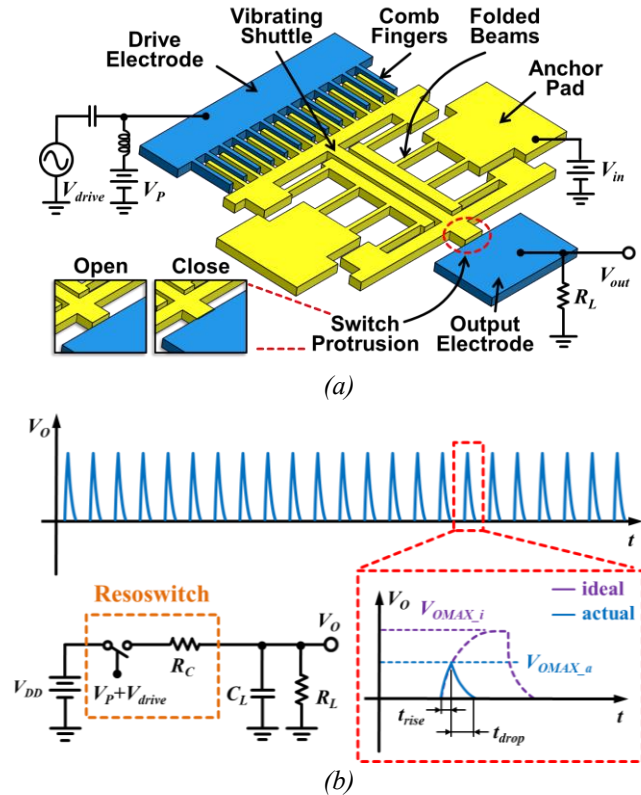 Vibrating Shuttle
Comb Fingers
Folded Beams
Drive Electrode
Anchor Pad
V_drive
V_P
V_in
Open
Close
V_out
R_L
Switch Protrusion
Output Electrode
(a)
V_O
t
Resoswitch
V_DD
R_C
V_P+V_drive
C_L
R_L
V_O
ideal
actual
V_O
V_OMAX_i
V_OMAX_a
t_rise
t_drop
t
(b)